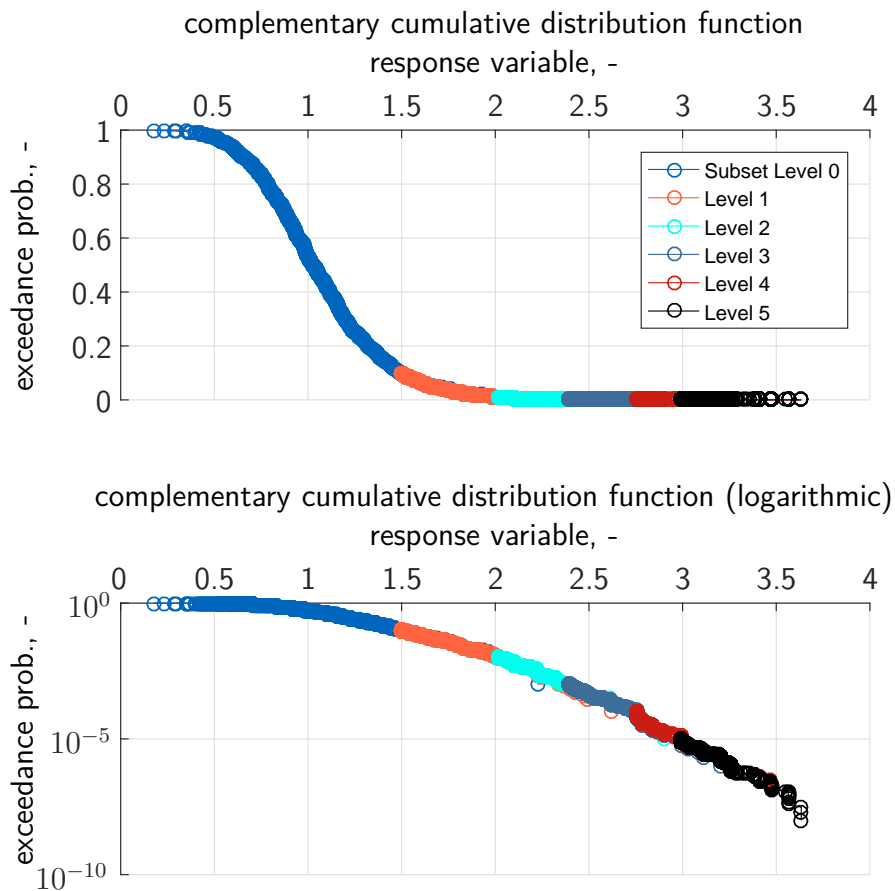 complementary cumulative distribution function
response variable, -
0 0.5 1 1.5 2 2.5 3 3.5 4
1
0.8
0.6
0.4
0.2
0
exceedance prob., -
Subset Level 0
Level 1
Level 2
Level 3
Level 4
Level 5
complementary cumulative distribution function (logarithmic)
response variable, -
0 0.5 1 1.5 2 2.5 3 3.5 4
10^0
10^-5
10^-10
exceedance prob., -